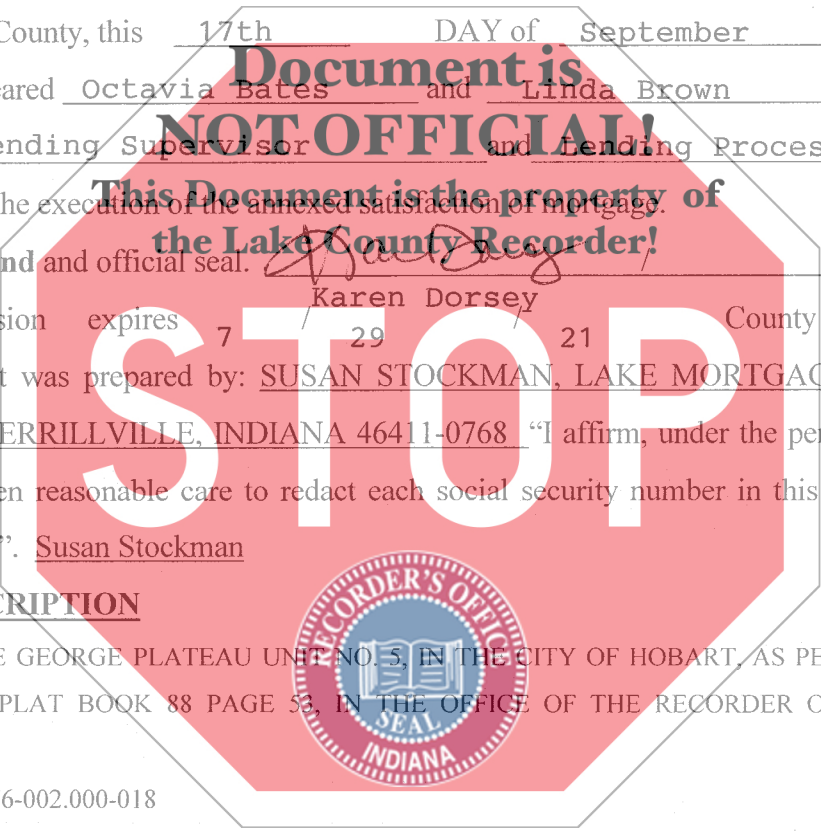 County, this 17th DAY of September
eared Octavia Bates and Linda Brown
ending Supervisor and Lending Proces
he execution of the annexed satisfaction of mortgage.
nd and official seal.
Karen Dorsey
sion expires 7 / 29 / 21 County
t was prepared by: SUSAN STOCKMAN, LAKE MORTGAG
ERRILLVILLE, INDIANA 46411-0768 “I affirm, under the per
en reasonable care to redact each social security number in this
”. Susan Stockman
CRIPTION
E GEORGE PLATEAU UNIT NO. 5, IN THE CITY OF HOBART, AS PE
PLAT BOOK 88 PAGE 53, IN THE OFFICE OF THE RECORDER O
6-002.000-018
Document is
NOT OFFICIAL!
This Document is the property of
the Lake County Recorder!
STOP
RECORDER'S OFFICE
SEAL
INDIANA